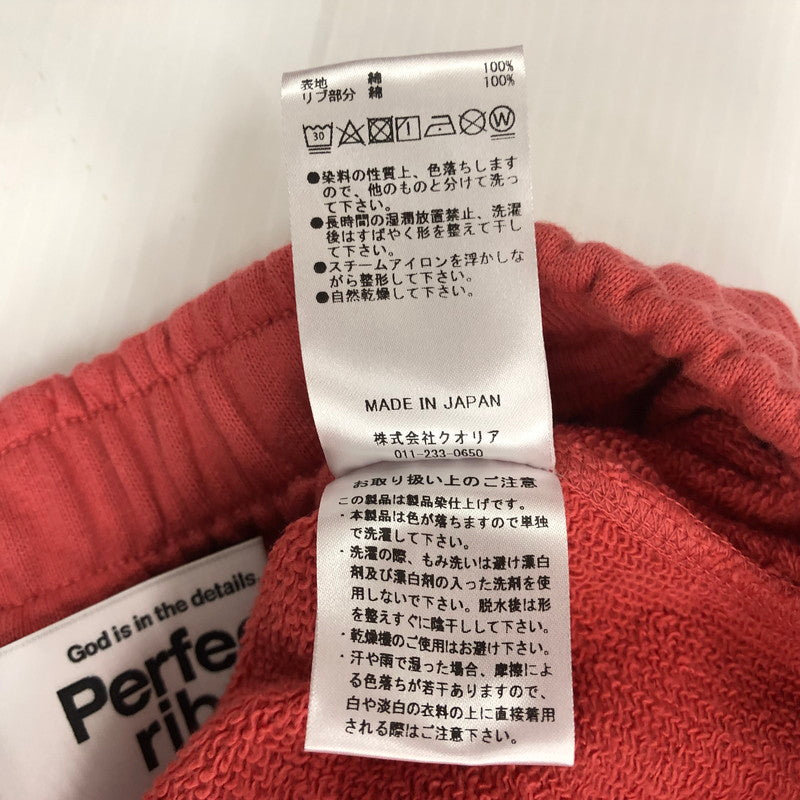 表地 綿 100%
リブ部分 綿 100%
30
W
●染料の性質上、色落ちします
ので、他のものと分けて洗っ
て下さい。
●長時間の湿潤放置禁止、洗濯
後はすばやく形を整えて干し
て下さい。
●スチームアイロンを浮かしな
がら整形して下さい。
●自然乾燥して下さい。
MADE IN JAPAN
株式会社クオリア
011-233-0650
お取り扱い上のご注意
この製品は製品染仕上げです。
・本製品は色が落ちますので単独
で洗濯して下さい。
・洗濯の際、もみ洗いは避け漂白
剤及び漂白剤の入った洗剤を使
用しないで下さい。脱水後は形
を整えすぐに陰干しして下さい。
・乾燥機のご使用はお避け下さい。
・汗や雨で湿った場合、摩擦によ
る色落ちが若干ありますので、
白や淡白の衣料の上に直接着用
される際はご注意下さい。
God is in the details.
Perfec
rib